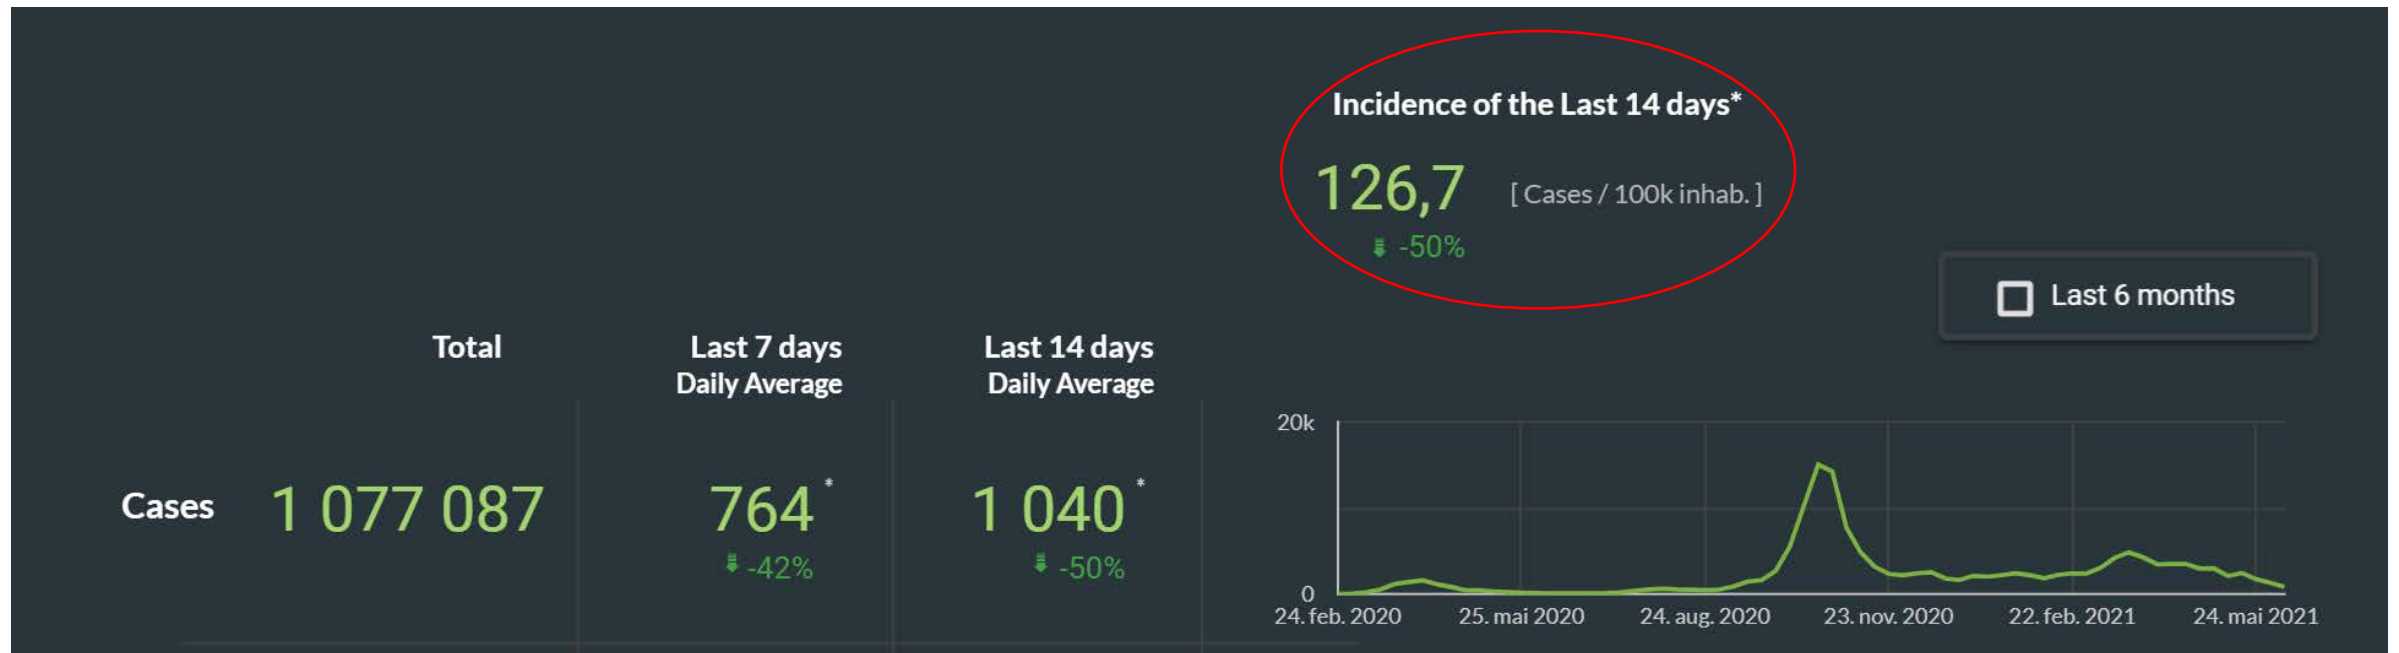 Incidence of the Last 14 days*
126,7 [ Cases / 100k inhab. ]
-50%
Last 6 months
Total
Last 7 days
Daily Average
Last 14 days
Daily Average
Cases 1 077 087 764* 1 040*
-42% -50%
20k
0
24. feb. 2020 25. mai 2020 24. aug. 2020 23. nov. 2020 22. feb. 2021 24. mai 2021